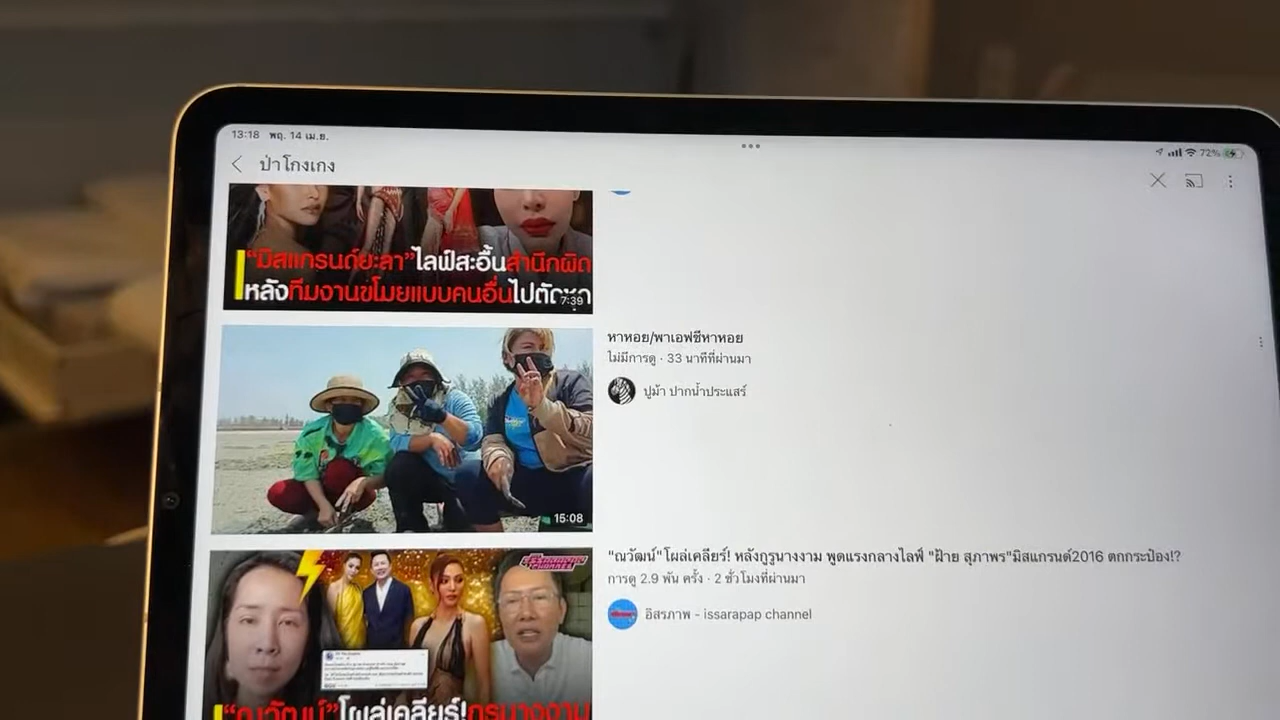 13:18 พฤ. 14 เม.ย.
72%
ป่าโกงเกง
"มิสแกรนด์ยะลา"ไลฟ์สะอื้นสำนึกผิด
หลังทีมงานขโมยแบบคนอื่นไปตัดชุด
7:39
หาหอย/พาเอฟซีหาหอย
ไม่มีการดู · 33 นาทีที่ผ่านมา
ปูม้า ปากน้ำประแสร์
15:08
"ณวัฒน์"โผล่เคลียร์! หลังกูรูนางงาม พูดแรงกลางไลฟ์ "ฝ้าย สุภาพร"มิสแกรนด์2016 ตกกระป๋อง!?
การดู 2.9 พัน ครั้ง · 2 ชั่วโมงที่ผ่านมา
อิสรภาพ - issarapap channel
"ณวัฒน์"โผล่เคลียร์!กูรูนางงาม